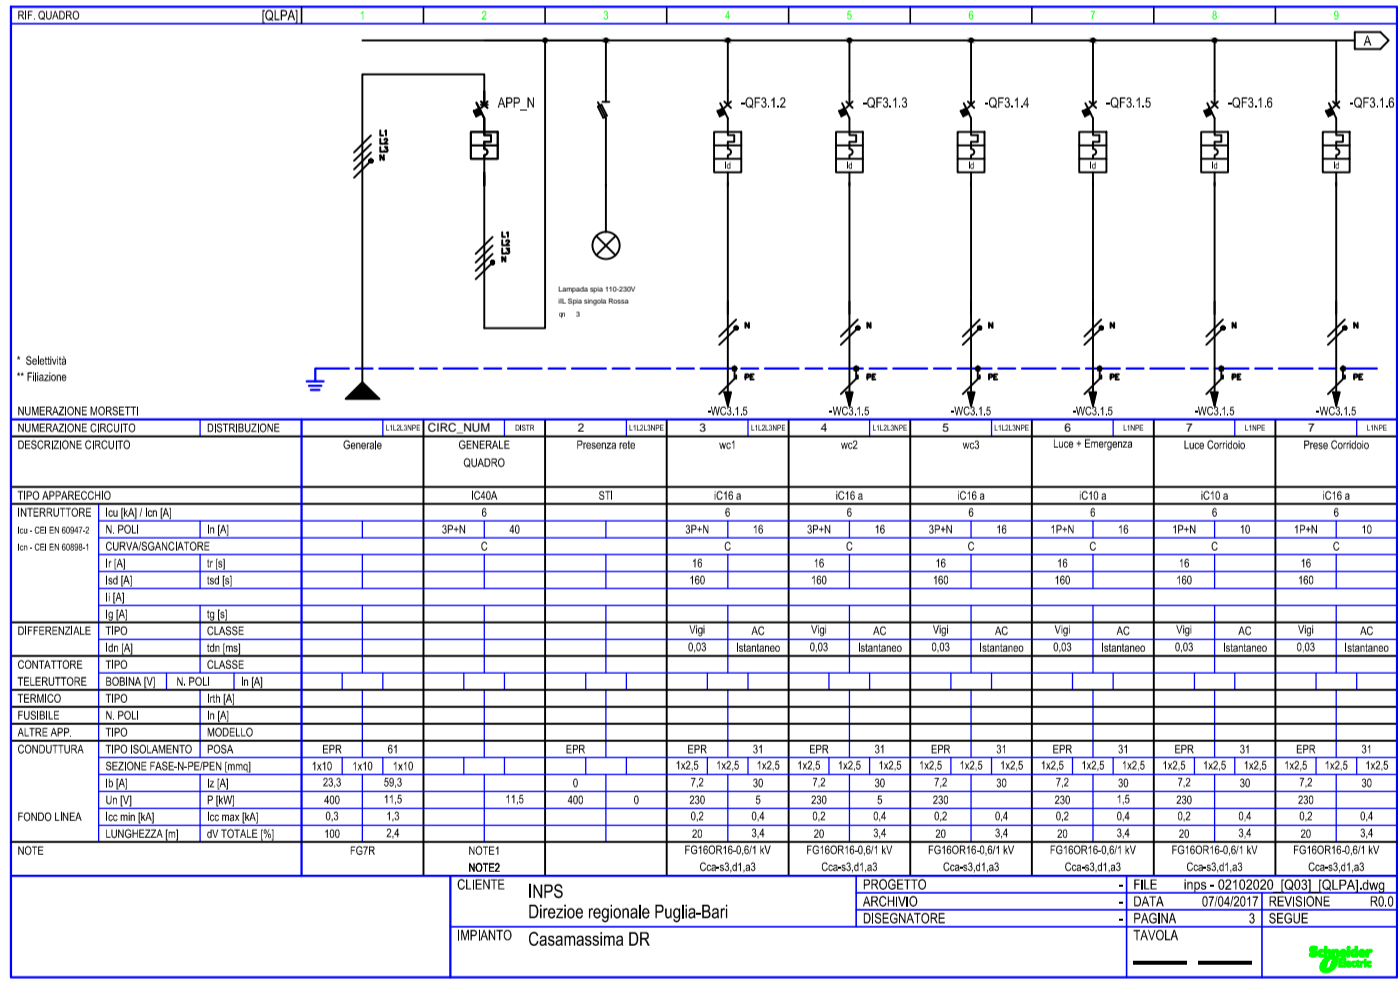 RIF. QUADRO [QLPA] 1 2 3 4 5 6 7 8 9
A
APP_N -QF3.1.2 -QF3.1.3 -QF3.1.4 -QF3.1.5 -QF3.1.6 -QF3.1.6
Id Id Id Id Id Id
Lampada spia 110-230V
iIL Spia singola Rossa
qn 3
N N N N N N
* Selettività
** Filiazione
PE PE PE PE PE PE
NUMERAZIONE MORSETTI -WC3.1.5 -WC3.1.5 -WC3.1.5 -WC3.1.5 -WC3.1.5 -WC3.1.5
NUMERAZIONE CIRCUITO DISTRIBUZIONE L1L2L3NPE CIRC_NUM DISTR 2 L1L2L3NPE 3 L1L2L3NPE 4 L1L2L3NPE 5 L1L2L3NPE 6 L1NPE 7 L1NPE 7 L1NPE
DESCRIZIONE CIRCUITO Generale GENERALE Presenza rete wc1 wc2 wc3 Luce + Emergenza Luce Corridoio Prese Corridoio
QUADRO
TIPO APPARECCHIO IC40A STI iC16 a iC16 a iC16 a iC10 a iC10 a iC16 a
INTERRUTTORE Icu [kA] / Icn [A] 6 6 6 6 6 6 6
Icu - CEI EN 60947-2 N. POLI In [A] 3P+N 40 3P+N 16 3P+N 16 3P+N 16 1P+N 16 1P+N 10 1P+N 10
Icn - CEI EN 60898-1 CURVA/SGANCIATORE C C C C C C C
Ir [A] tr [s] 16 16 16 16 16 16
Isd [A] tsd [s] 160 160 160 160 160 160
Ii [A]
Ig [A] tg [s]
DIFFERENZIALE TIPO CLASSE Vigi AC Vigi AC Vigi AC Vigi AC Vigi AC Vigi AC
Idn [A] tdn [ms] 0,03 Istantaneo 0,03 Istantaneo 0,03 Istantaneo 0,03 Istantaneo 0,03 Istantaneo 0,03 Istantaneo
CONTATTORE TIPO CLASSE
TELERUTTORE BOBINA [V] N. POLI In [A]
TERMICO TIPO Irth [A]
FUSIBILE N. POLI In [A]
ALTRE APP. TIPO MODELLO
CONDUTTURA TIPO ISOLAMENTO POSA EPR 61 EPR EPR 31 EPR 31 EPR 31 EPR 31 EPR 31 EPR 31
SEZIONE FASE-N-PE/PEN [mmq] 1x10 1x10 1x10 1x2,5 1x2,5 1x2,5 1x2,5 1x2,5 1x2,5 1x2,5 1x2,5 1x2,5 1x2,5 1x2,5 1x2,5 1x2,5 1x2,5 1x2,5 1x2,5 1x2,5 1x2,5
Ib [A] Iz [A] 23,3 59,3 0 7,2 30 7,2 30 7,2 30 7,2 30 7,2 30 7,2 30
Un [V] P [kW] 400 11,5 11,5 400 0 230 5 230 5 230 230 1,5 230 230
FONDO LINEA Icc min [kA] Icc max [kA] 0,3 1,3 0,2 0,4 0,2 0,4 0,2 0,4 0,2 0,4 0,2 0,4 0,2 0,4
LUNGHEZZA [m] dV TOTALE [%] 100 2,4 20 3,4 20 3,4 20 3,4 20 3,4 20 3,4 20 3,4
NOTE FG7R NOTE1 FG16OR16-0,6/1 kV FG16OR16-0,6/1 kV FG16OR16-0,6/1 kV FG16OR16-0,6/1 kV FG16OR16-0,6/1 kV FG16OR16-0,6/1 kV
NOTE2 Cca-s3,d1,a3 Cca-s3,d1,a3 Cca-s3,d1,a3 Cca-s3,d1,a3 Cca-s3,d1,a3 Cca-s3,d1,a3
CLIENTE INPS
Direzioe regionale Puglia-Bari
IMPIANTO Casamassima DR
PROGETTO -
ARCHIVIO -
DISEGNATORE -
FILE inps - 02102020_[Q03]_[QLPA].dwg
DATA 07/04/2017 REVISIONE R0.0
PAGINA 3 SEGUE
TAVOLA
Schneider
Electric